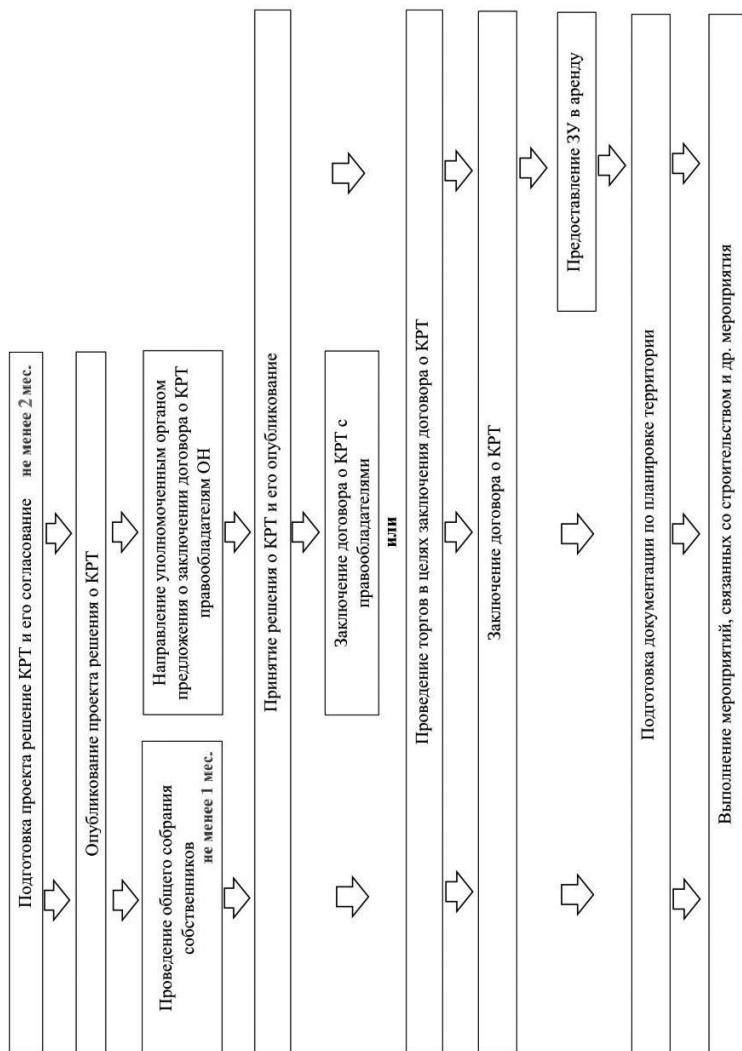 Подготовка проекта решение КРТ и его согласование не менее 2 мес.
Опубликование проекта решения о КРТ
Проведение общего собрания
собственников
не менее 1 мес.
Направление уполномоченным органом
предложения о заключении договора о КРТ
правообладателям ОН
Принятие решения о КРТ и его опубликование
Заключение договора о КРТ с
правообладателями
или
Проведение торгов в целях заключения договора о КРТ
Заключение договора о КРТ
Предоставление ЗУ в аренду
Подготовка документации по планировке территории
Выполнение мероприятий, связанных со строительством и др. мероприятия